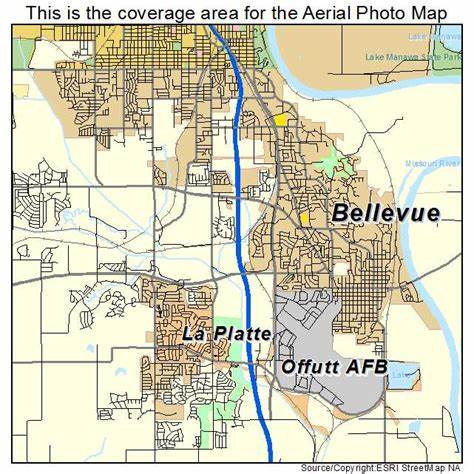 This is the coverage area for the Aerial Photo Map
Lake Manawa
Lake Manawa State Park
Missouri River
Bellevue
La Platte
Offutt AFB
Lake
Source/Copyright:ESRI StreetMap NA